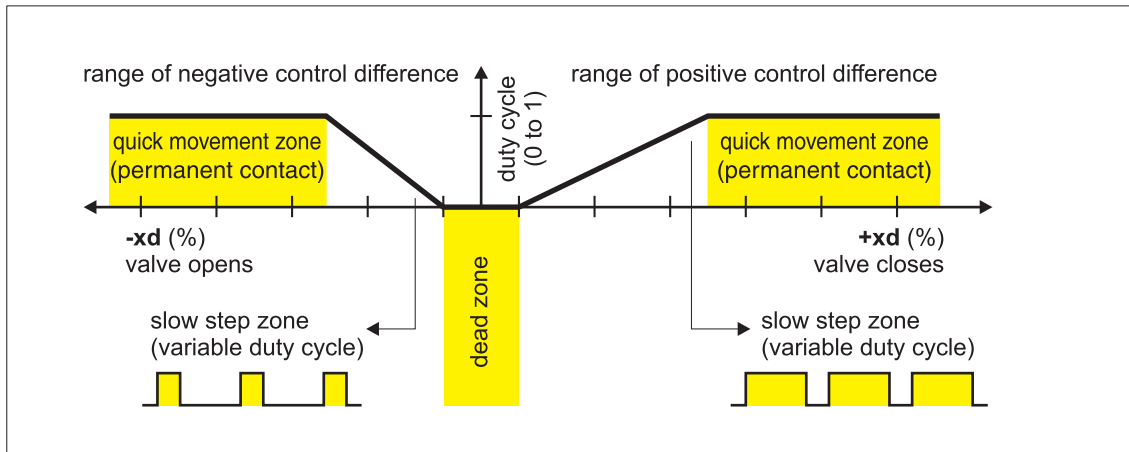 range of negative control difference
range of positive control difference
duty cycle
(0 to 1)
quick movement zone
(permanent contact)
quick movement zone
(permanent contact)
-xd (%)
valve opens
+xd (%)
valve closes
dead zone
slow step zone
(variable duty cycle)
slow step zone
(variable duty cycle)